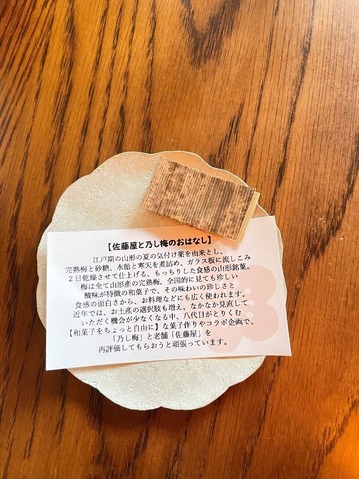 【佐藤屋と乃し梅のおはなし】
江戸期の山形の夏の気付け薬を由来とし、
完熟梅と砂糖、水飴と寒天を煮詰め、ガラス板に流しこみ
2日乾燥させて仕上げる、もっちりした食感の山形銘菓。
梅は全て山形産の完熟梅。全国的に見ても珍しい
酸味が特徴の和菓子で、その味わいの珍しさと
食感の面白さから、お料理などにも広く使われます。
近年では、お土産の選択肢も増え、なかなか見直して
いただく機会が少なくなる中、八代目がとりくむ
【和菓子をちょっと自由に】な菓子作りやコラボ企画で、
「乃し梅」と老舗「佐藤屋」を
再評価してもらおうと頑張っています。